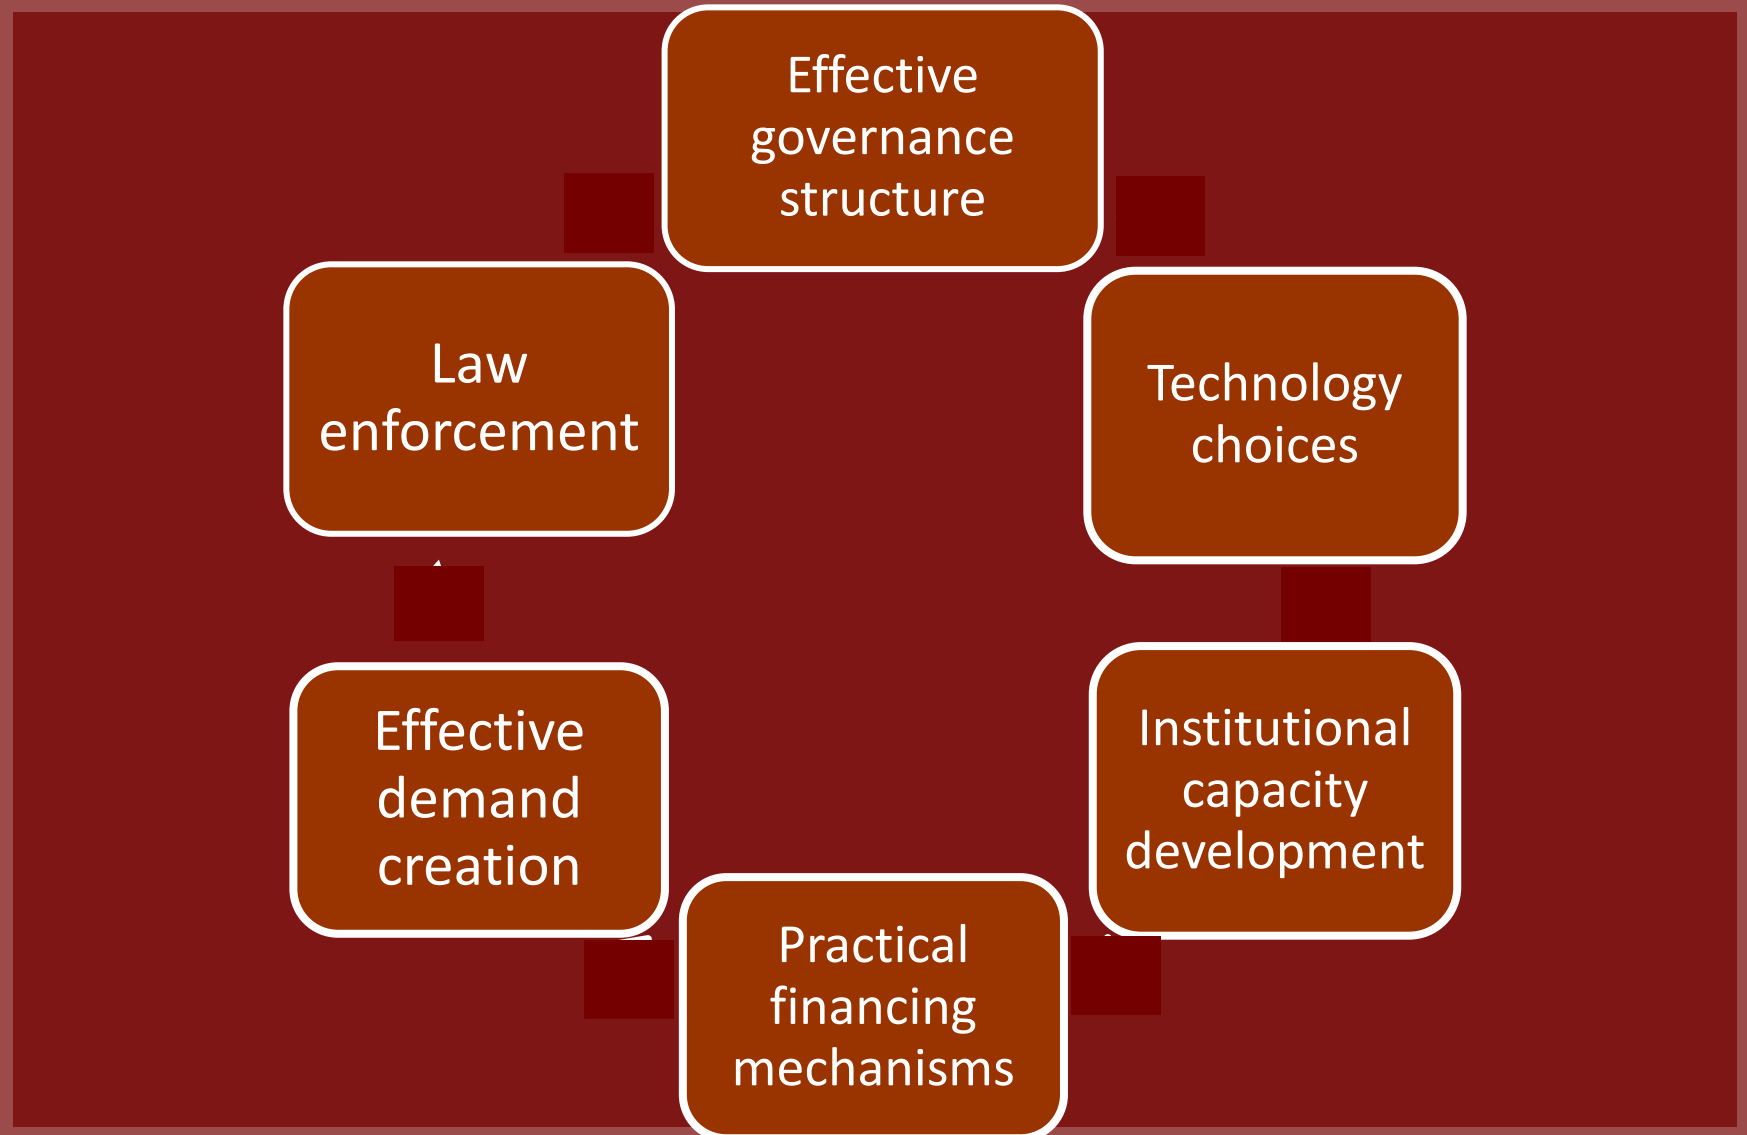 Effective
governance
structure
Technology
choices
Institutional
capacity
development
Practical
financing
mechanisms
Effective
demand
creation
Law
enforcement